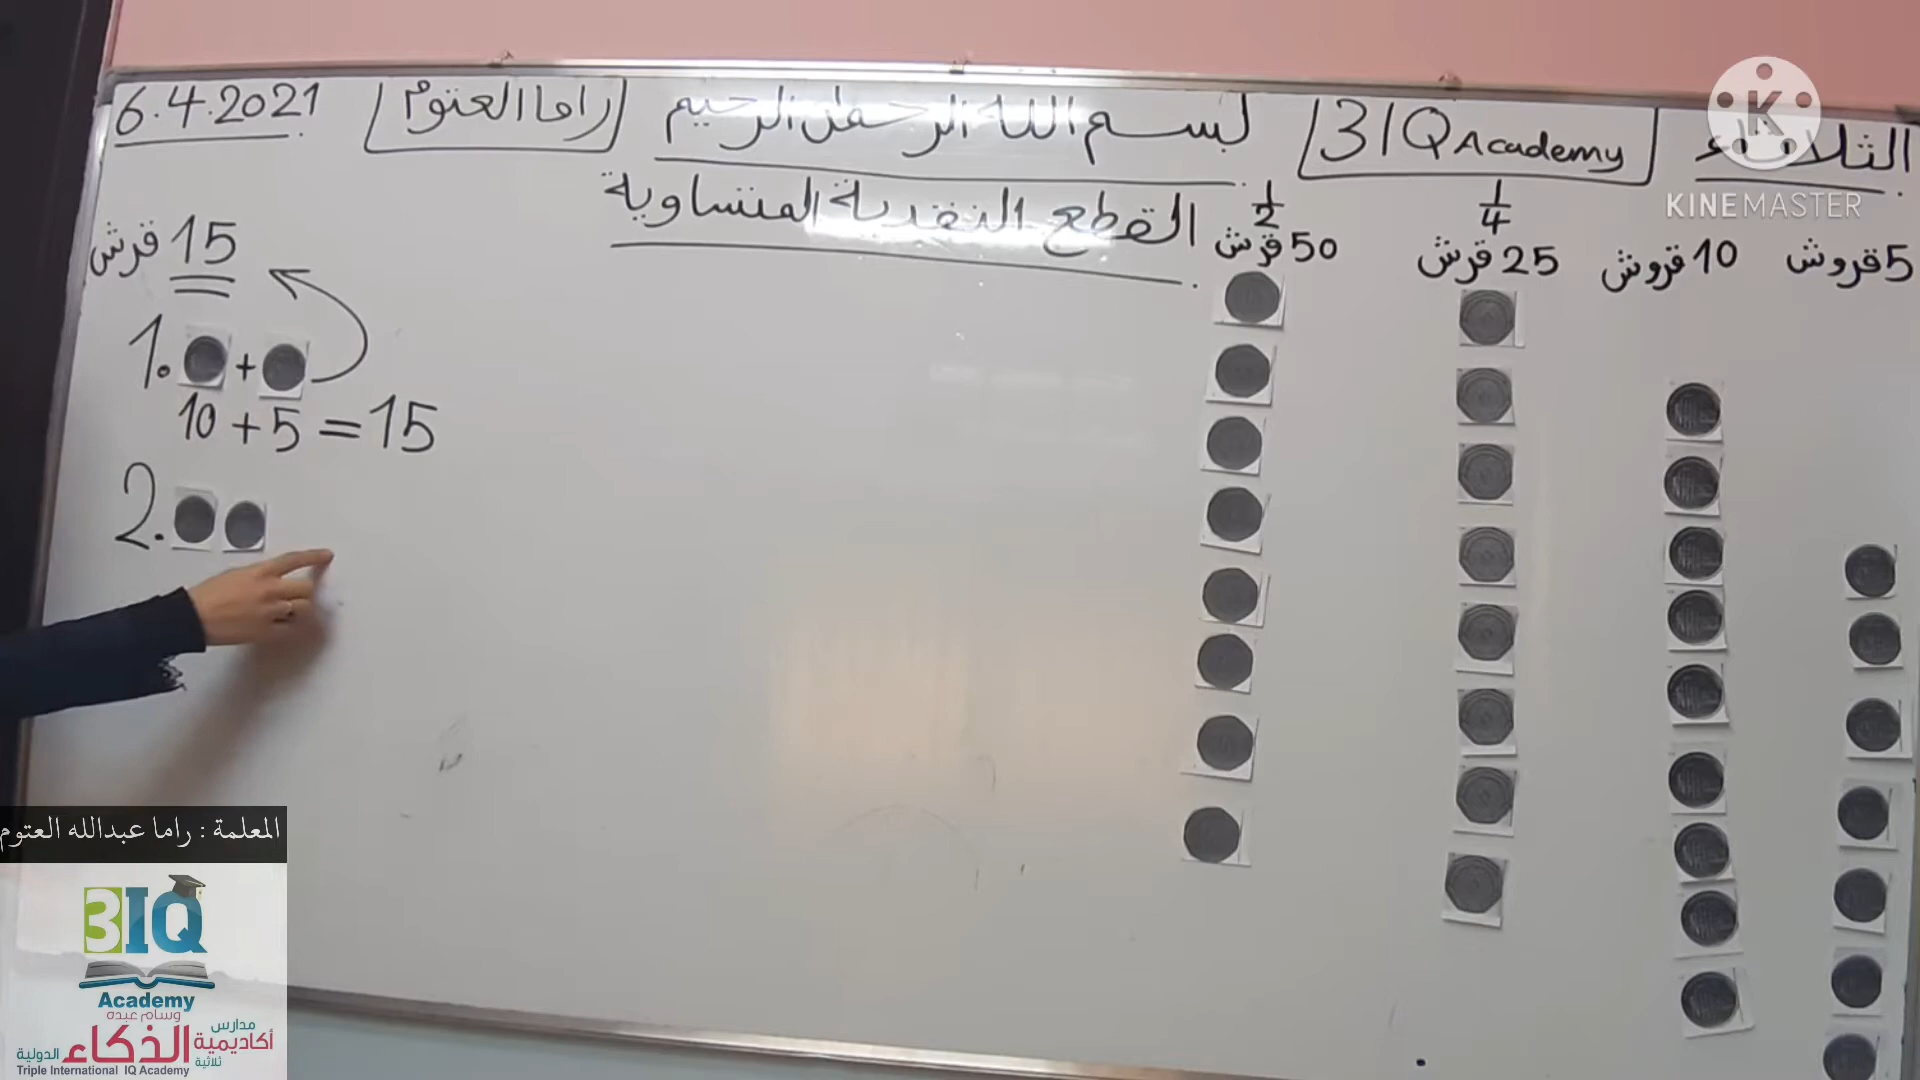 الثلاثاء
3IQ Academy
بسم الله الرحمن الرحيم
راما العتوم
6.4.2021
القطع النقدية المتساوية
1/2
50 قرش
1/4
25 قرش
10 قروش
5 قروش
15 قرش
1. +
10 + 5 = 15
2.
KINEMASTER
المعلمة : راما عبدالله العتوم
3IQ
Academy
وسام عبده
مدارس
أكاديمية الذكاء الدولية
ثلاثية
Triple International IQ Academy